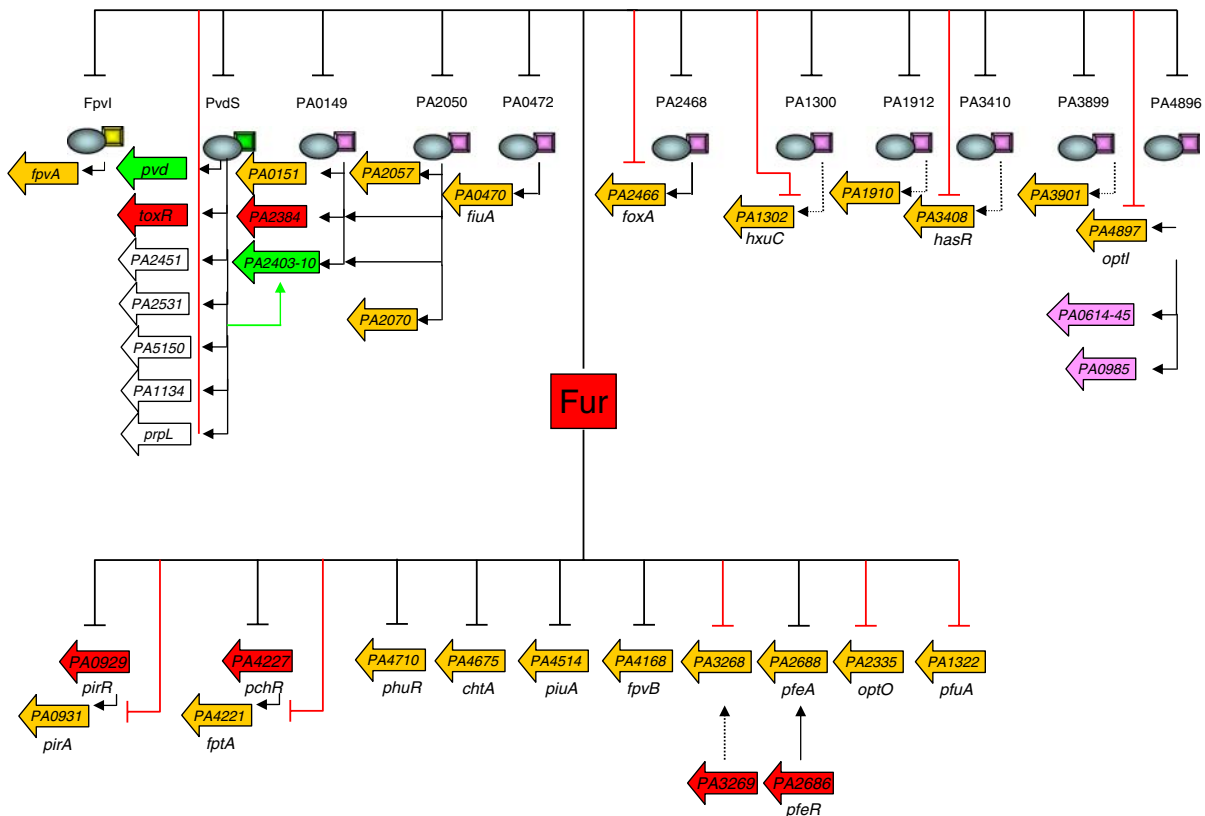 FpvI PvdS PA0149 PA2050 PA0472 PA2468 PA1300 PA1912 PA3410 PA3899 PA4896
fpvA pvd PA0151 PA2057 PA0470 PA2466 PA1302 PA1910 PA3408 PA3901 PA4897
fiuA foxA hxuC hasR optI
toxR PA2384
PA2451 PA2403-10
PA2531 PA2070 PA0614-45
PA5150 PA0985
PA1134
prpL
Fur
PA0929 PA4227 PA4710 PA4675 PA4514 PA4168 PA3268 PA2688 PA2335 PA1322
pirR pchR phuR chtA piuA fpvB pfeA optO pfuA
PA0931 PA4221
pirA fptA
PA3269 PA2686
pfeR